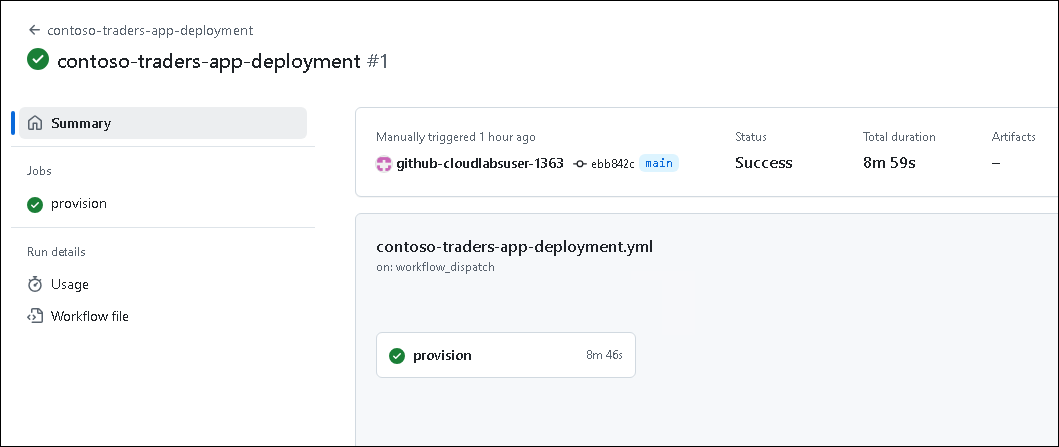 ← contoso-traders-app-deployment
contoso-traders-app-deployment #1
Summary
Jobs
provision
Run details
Usage
Workflow file
Manually triggered 1 hour ago
github-cloudlabsuser-1363 ebb842c main
Status
Success
Total duration
8m 59s
Artifacts
–
contoso-traders-app-deployment.yml
on: workflow_dispatch
provision 8m 46s